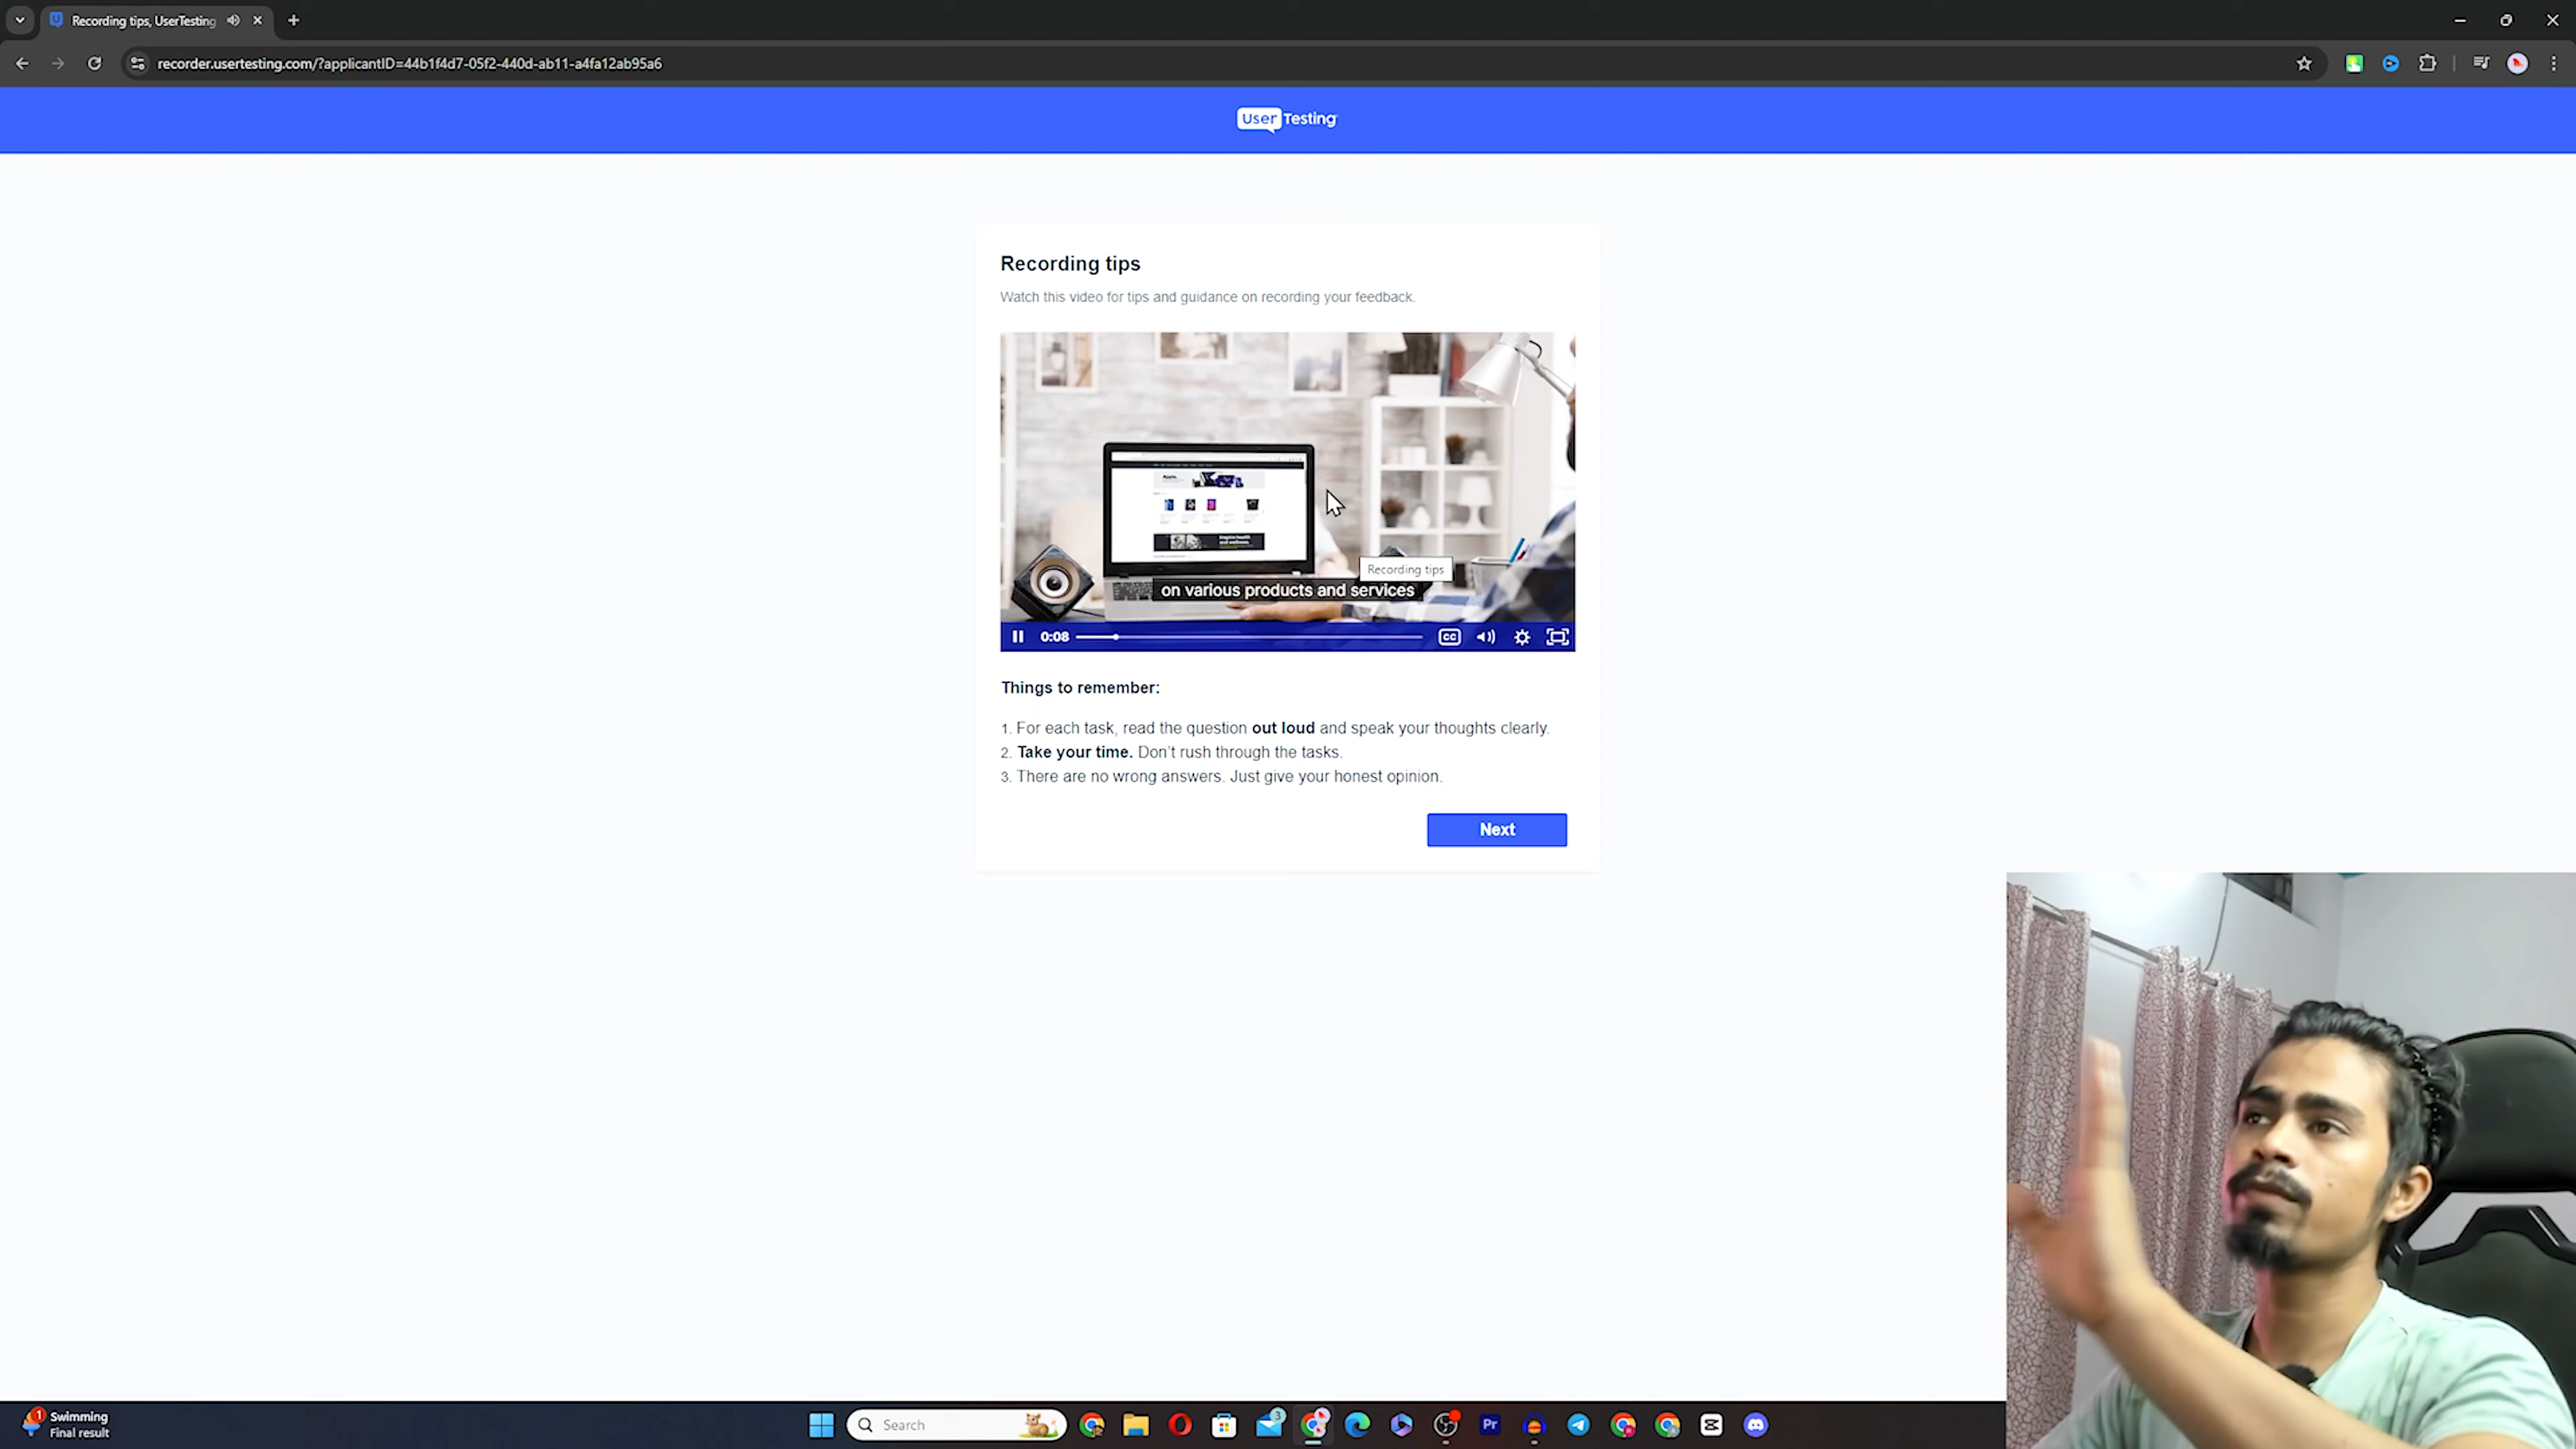 Recording tips, UserTesting
recorder.usertesting.com/?applicantID=44b1f4d7-05f2-440d-ab11-a4fa12ab95a6
User Testing
Recording tips
Watch this video for tips and guidance on recording your feedback.
Recording tips
on various products and services
0:08
CC
Things to remember:
1. For each task, read the question out loud and speak your thoughts clearly.
2. Take your time. Don't rush through the tasks.
3. There are no wrong answers. Just give your honest opinion.
Next
1
Swimming
Final result
Search
3
Pr